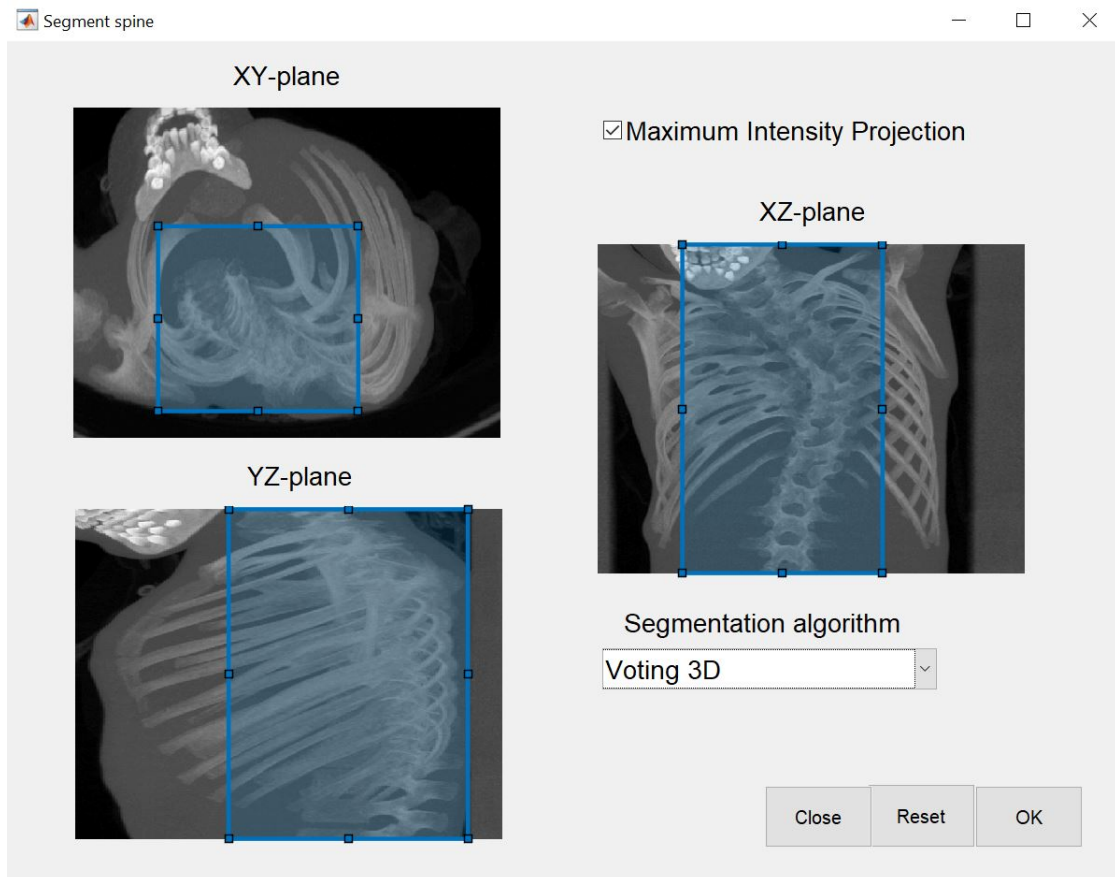 Segment spine
XY-plane
Maximum Intensity Projection
XZ-plane
YZ-plane
Segmentation algorithm
Voting 3D
Close
Reset
OK